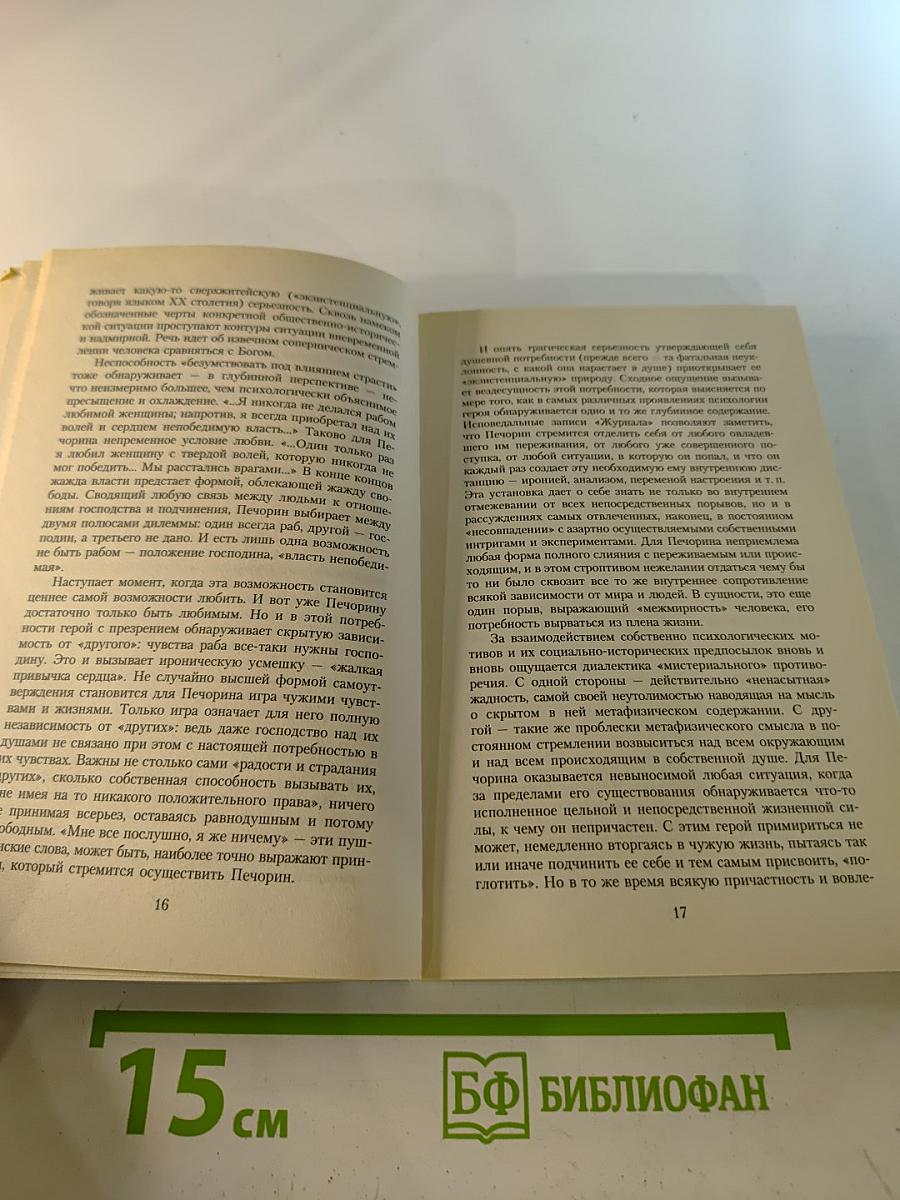 живает какую-то сверхжитейскую («экзистенциальную»,
говоря языком XX столетия) серьезность. Сквозь намеком
обозначенные черты конкретной общественно-историчес-
кой ситуации проступают контуры ситуации вневременной
и надмирной. Речь идет об извечном соперническом стрем-
лении человека сравняться с Богом.
Неспособность «безумствовать под влиянием страсти»
тоже обнаруживает — в глубинной перспективе — не-
что неизмеримо большее, чем психологически объяснимое
пресыщение и охлаждение. «...Я никогда не делался рабом
любимой женщины; напротив, я всегда приобретал над их
волей и сердцем непобедимую власть...» Таково для Пе-
чорина непременное условие любви. «...Один только раз
я любил женщину с твердой волей, которую никогда не
мог победить... Мы расстались врагами...» В конце концов
жажда власти предстает формой, облекающей жажду сво-
боды. Сводящий любую связь между людьми к отноше-
ниям господства и подчинения, Печорин выбирает между
двумя полюсами дилеммы: один всегда раб, другой — гос-
подин, а третьего не дано. И есть лишь одна возможность
не быть рабом — положение господина, «власть непобеди-
мая».
Наступает момент, когда эта возможность становится
ценнее самой возможности любить. И вот уже Печорину
достаточно только быть любимым. Но и в этой потреб-
ности герой с презрением обнаруживает скрытую зависи-
мость от «другого»: чувства раба все-таки нужны госпо-
дину. Это и вызывает ироническую усмешку — «жалкая
привычка сердца». Не случайно высшей формой самоут-
верждения становится для Печорина игра чужими чувст-
вами и жизнями. Только игра означает для него полную
независимость от «других»: ведь даже господство над их
душами не связано при этом с настоящей потребностью в
их чувствах. Важны не столько сами «радости и страдания
других», сколько собственная способность вызывать их,
не имея на то никакого положительного права», ничего
е принимая всерьез, оставаясь равнодушным и потому
ободным. «Мне все послушно, я же ничему» — эти пуш-
нские слова, может быть, наиболее точно выражают прин-
п, который стремится осуществить Печорин.
16
И опять трагическая серьезность утверждающей себя
душевной потребности (прежде всего — та фатальная неук-
лонность, с какой она нарастает в душе) приоткрывает ее
«экзистенциальную» природу. Сходное ощущение вызыва-
ет вездесущность этой потребности, которая выясняется по
мере того, как в самых различных проявлениях психологии
героя обнаруживается одно и то же глубинное содержание.
Исповедальные записи «Журнала» позволяют заметить,
что Печорин стремится отделить себя от любого овладев-
шего им переживания, от любого уже совершенного по-
ступка, от любой ситуации, в которую он попал, и что он
каждый раз создает эту необходимую ему внутреннюю дис-
танцию — иронией, анализом, переменой настроения и т. п.
Эта установка дает о себе знать не только во внутреннем
отмежевании от всех непосредственных порывов, но и в
рассуждениях самых отвлеченных, наконец, в постоянном
«несовпадении» с азартно осуществляемыми собственными
интригами и экспериментами. Для Печорина неприемлема
любая форма полного слияния с переживаемым или проис-
ходящим, и в этом строптивом нежелании отдаться чему бы
то ни было сквозит все то же внутреннее сопротивление
всякой зависимости от мира и людей. В сущности, это еще
один порыв, выражающий «межмирность» человека, его
потребность вырваться из плена жизни.
За взаимодействием собственно психологических мо-
тивов и их социально-исторических предпосылок вновь и
вновь ощущается диалектика «мистериального» противо-
речия. С одной стороны — действительно «ненасытная»
жадность, самой своей неутолимостью наводящая на мысль
о скрытом в ней метафизическом содержании. С дру-
гой — такие же проблески метафизического смысла в по-
стоянном стремлении возвыситься над всем окружающим
и над всем происходящим в собственной душе. Для Пе-
чорина оказывается невыносимой любая ситуация, когда
за пределами его существования обнаруживается что-то
исполненное цельной и непосредственной жизненной си-
лы, к чему он непричастен. С этим герой примириться не
может, немедленно вторгаясь в чужую жизнь, пытаясь так
или иначе подчинить ее себе и тем самым присвоить, «по-
глотить». Но в то же время всякую причастность и вовле-
17
15 см
БФ БИБЛИОФАН